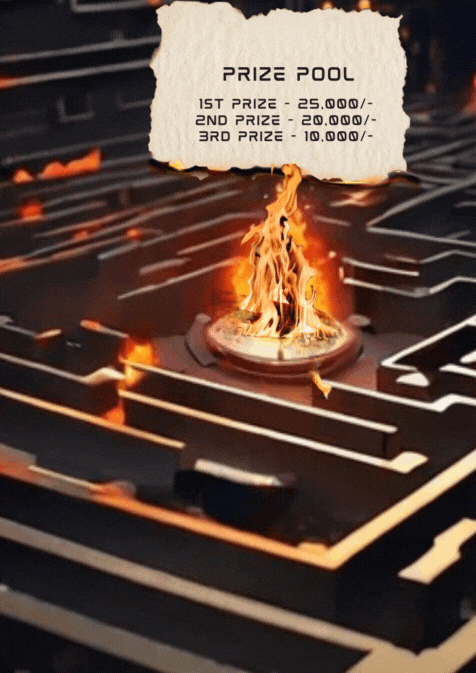 PRIZE POOL
1ST PRIZE - 25,000/-
2ND PRIZE - 20,000/-
3RD PRIZE - 10,000/-